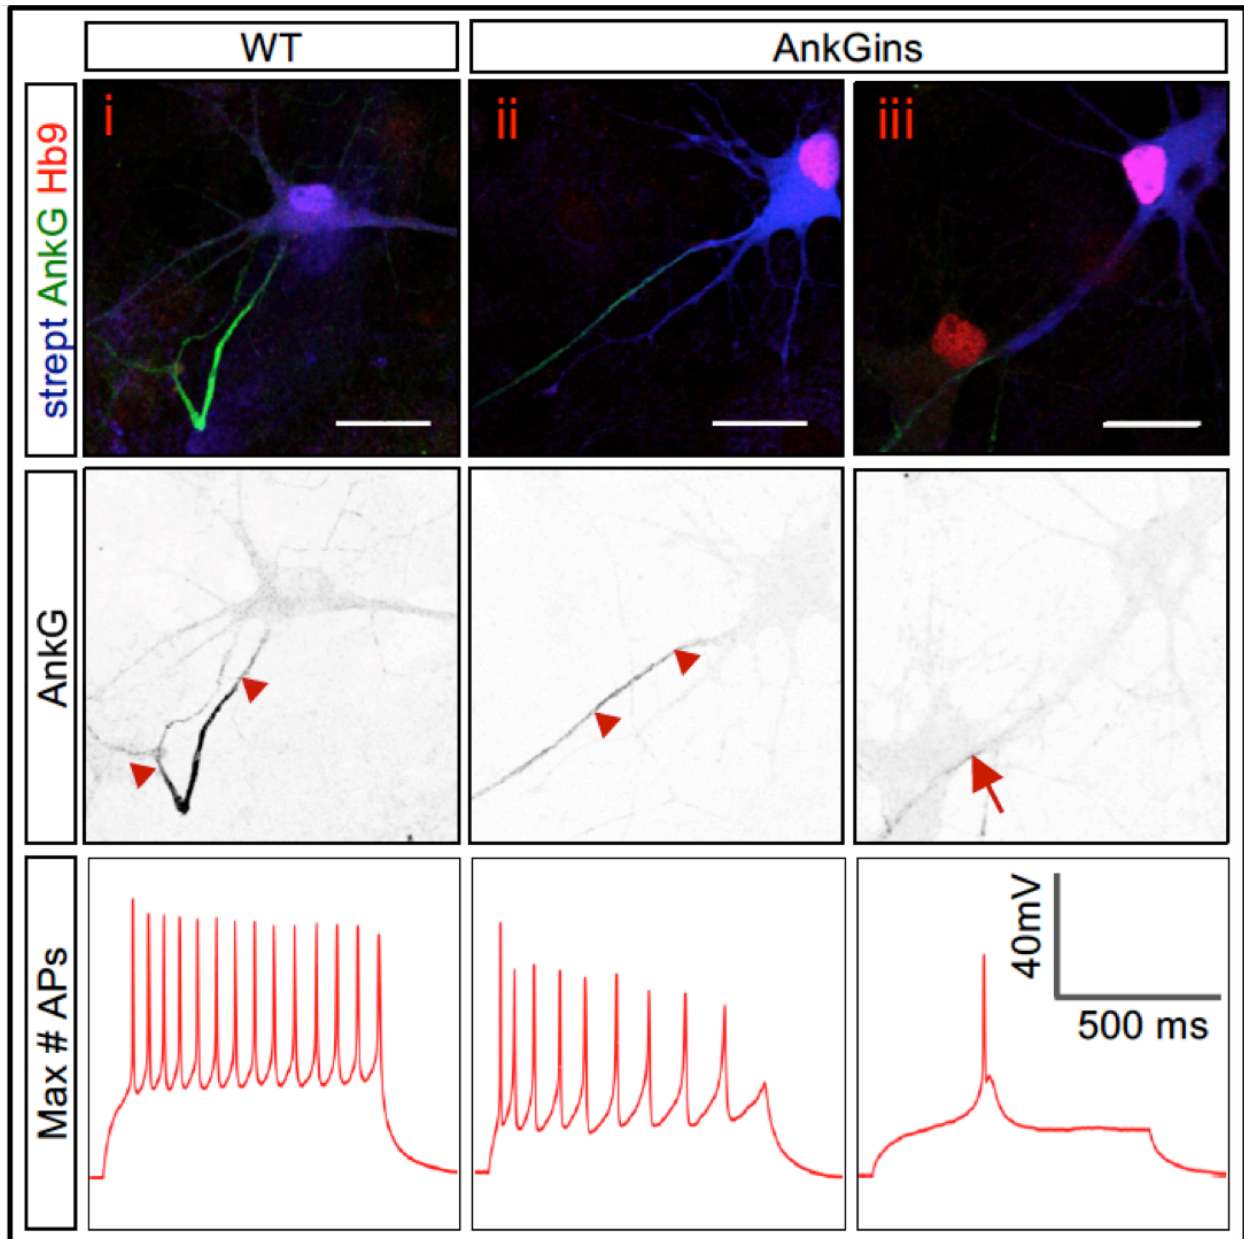 WT
AnkGins
strept AnkG Hb9
i
ii
iii
AnkG
Max # APs
40mV
500 ms